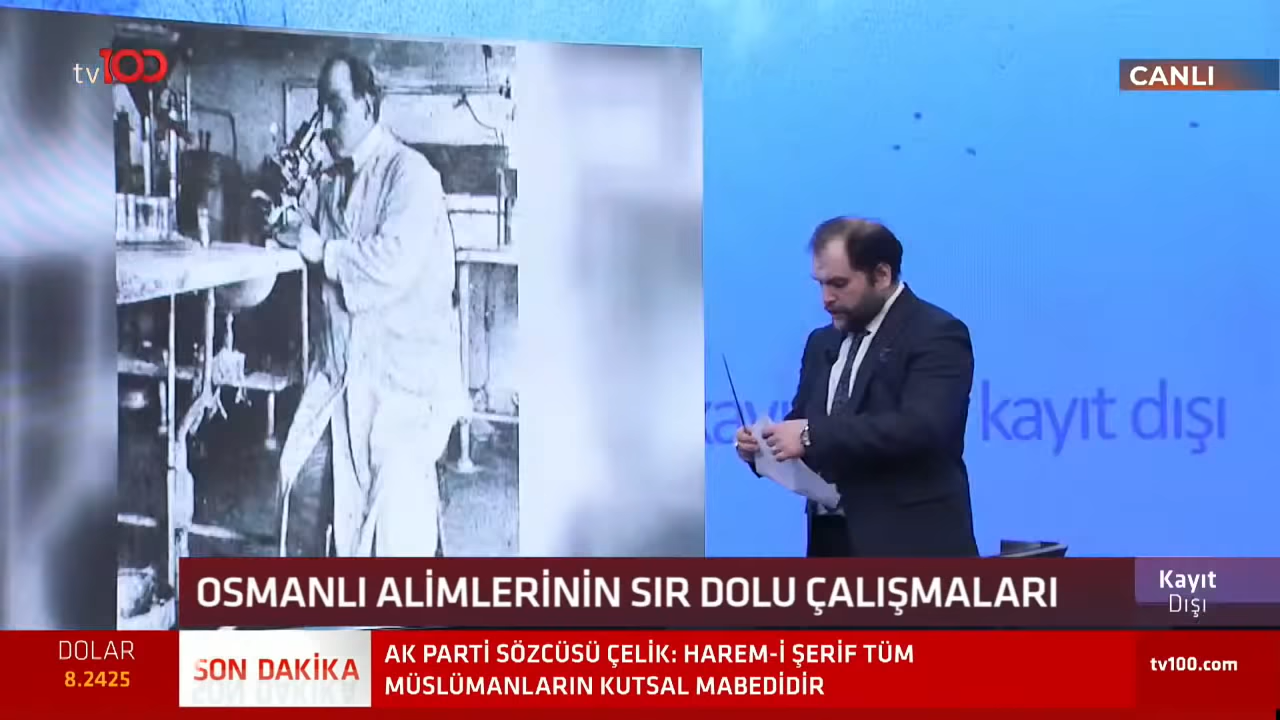 tv100
CANLI
kayıt
kayıt dışı
OSMANLI ALİMLERİNİN SIR DOLU ÇALIŞMALARI
Kayıt
Dışı
DOLAR
8.2425
SON DAKİKA
AK PARTİ SÖZCÜSÜ ÇELİK: HAREM-İ ŞERİF TÜM
MÜSLÜMANLARIN KUTSAL MABEDİDİR
tv100.com